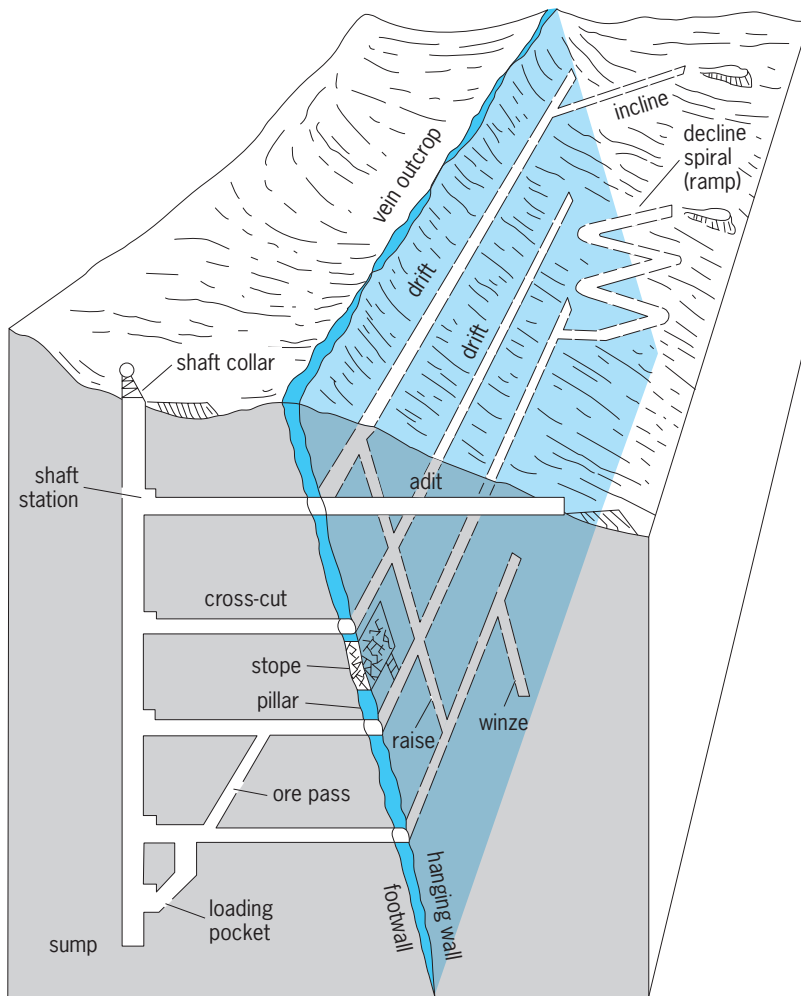 incline
decline
spiral
(ramp)
vein outcrop
drift
drift
shaft collar
shaft
station
adit
cross-cut
stope
pillar
raise
winze
ore pass
hanging wall
footwall
loading
pocket
sump